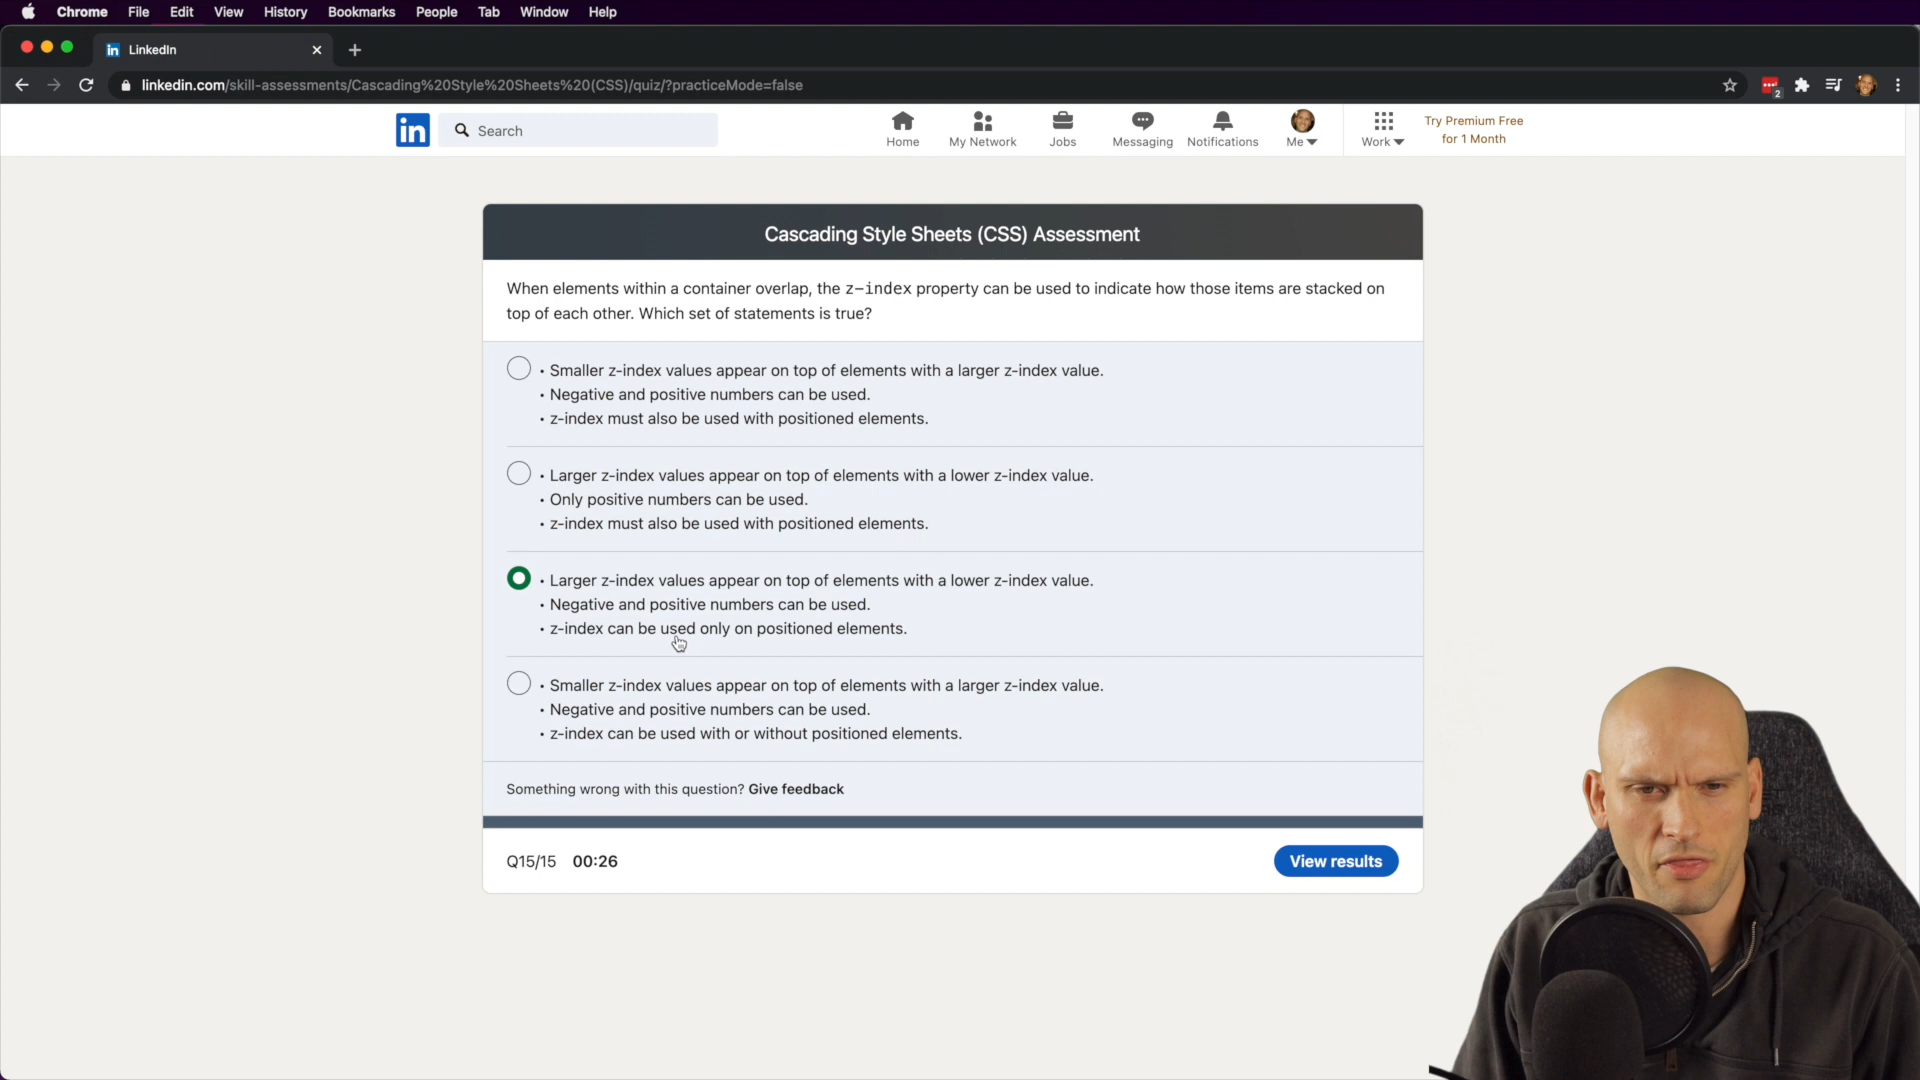 Chrome File Edit View History Bookmarks People Tab Window Help
in LinkedIn
linkedin.com/skill-assessments/Cascading%20Style%20Sheets%20(CSS)/quiz/?practiceMode=false
2
in Search
Home My Network Jobs Messaging Notifications Me Work
Try Premium Free
for 1 Month
Cascading Style Sheets (CSS) Assessment
When elements within a container overlap, the z-index property can be used to indicate how those items are stacked on
top of each other. Which set of statements is true?
• Smaller z-index values appear on top of elements with a larger z-index value.
• Negative and positive numbers can be used.
• z-index must also be used with positioned elements.
• Larger z-index values appear on top of elements with a lower z-index value.
• Only positive numbers can be used.
• z-index must also be used with positioned elements.
• Larger z-index values appear on top of elements with a lower z-index value.
• Negative and positive numbers can be used.
• z-index can be used only on positioned elements.
• Smaller z-index values appear on top of elements with a larger z-index value.
• Negative and positive numbers can be used.
• z-index can be used with or without positioned elements.
Something wrong with this question? Give feedback
Q15/15 00:26
View results